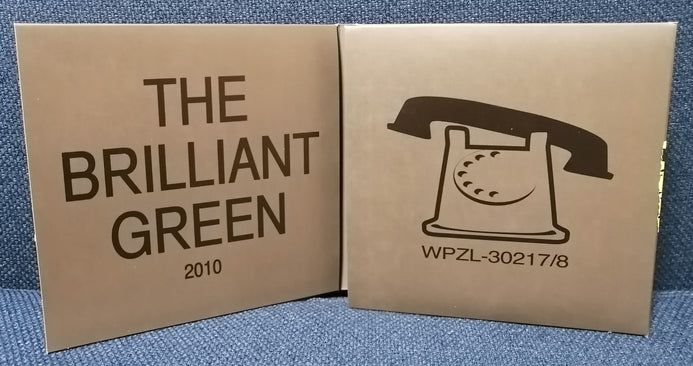 THE
BRILLIANT
GREEN
2010
WPZL-30217/8